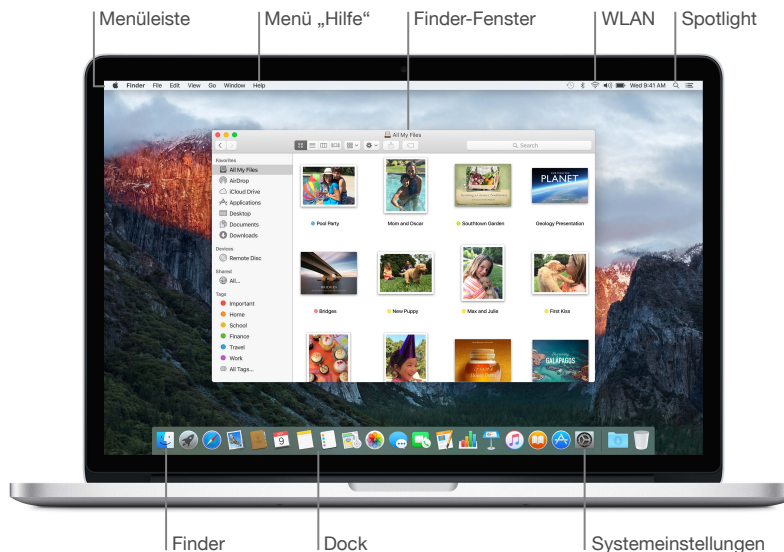 Menüleiste
Menü „Hilfe“
Finder-Fenster
WLAN
Spotlight
Finder File Edit View Go Window Help
Wed 9:41 AM
All My Files
Search
Favorites
All My Files
AirDrop
iCloud Drive
Applications
Desktop
Documents
Downloads
Devices
Remote Disc
Shared
All...
Tags
Important
Home
School
Finance
Travel
Work
All Tags...
Pool Party
Mom and Oscar
Southtown Garden
PLANET
Geology Presentation
BRIDGES
Bridges
New Puppy
Max and Julie
First Kiss
GALÁPAGOS
9
Finder
Dock
Systemeinstellungen